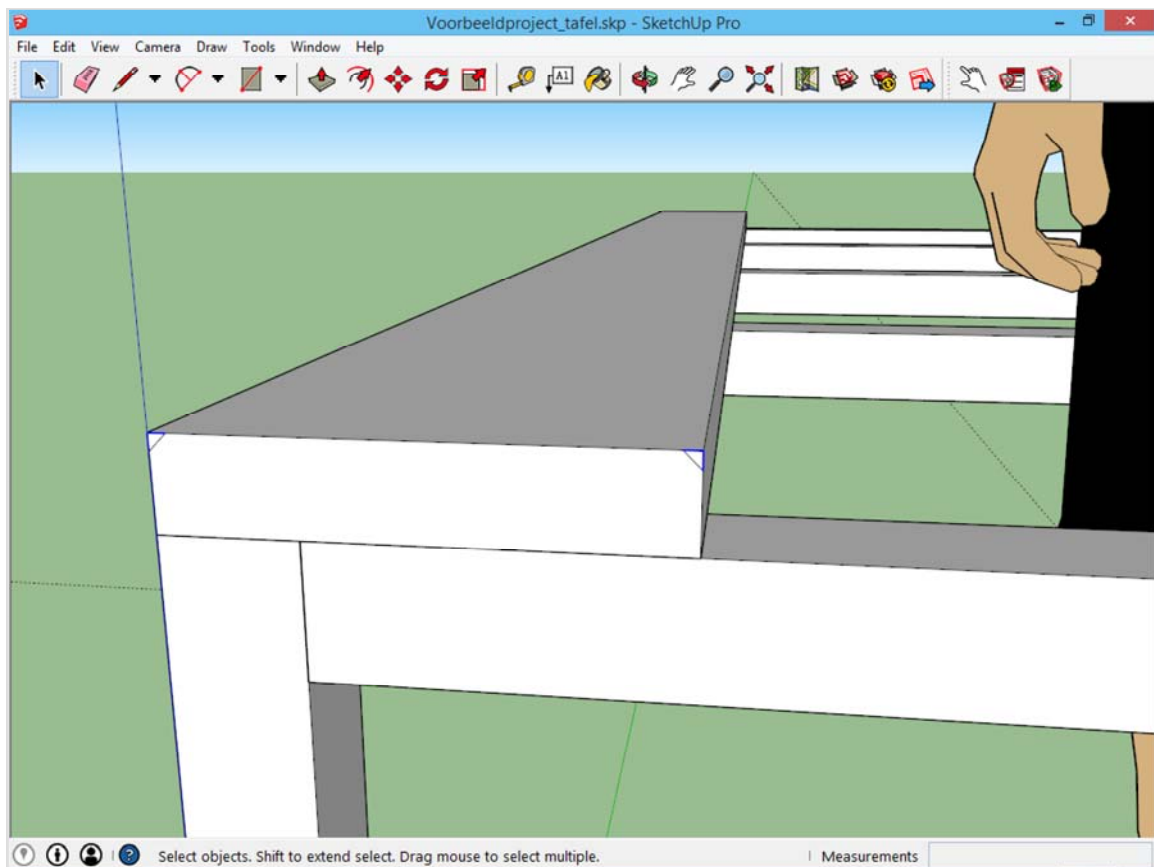 Voorbeeldproject_tafel.skp - SketchUp Pro
File Edit View Camera Draw Tools Window Help
A1
Select objects. Shift to extend select. Drag mouse to select multiple. Measurements